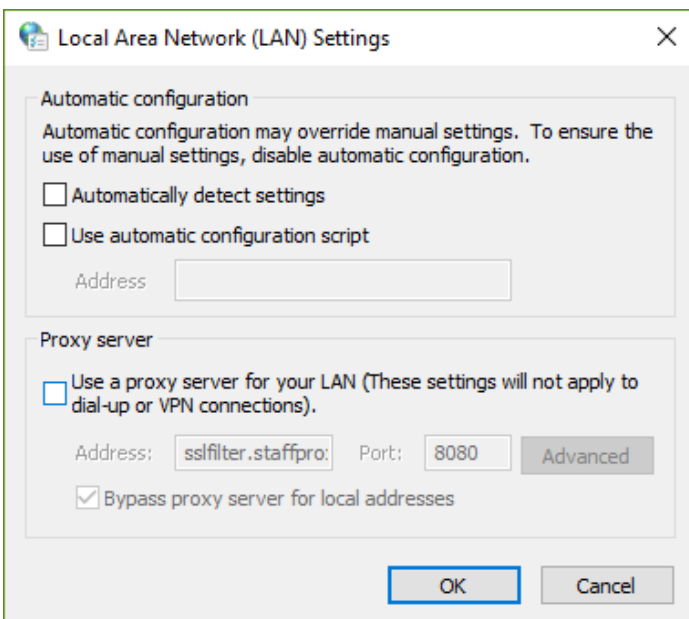 Local Area Network (LAN) Settings
Automatic configuration
Automatic configuration may override manual settings. To ensure the
use of manual settings, disable automatic configuration.
Automatically detect settings
Use automatic configuration script
Address
Proxy server
Use a proxy server for your LAN (These settings will not apply to
dial-up or VPN connections).
Address: sslfilter.staffpro: Port: 8080 Advanced
Bypass proxy server for local addresses
OK Cancel